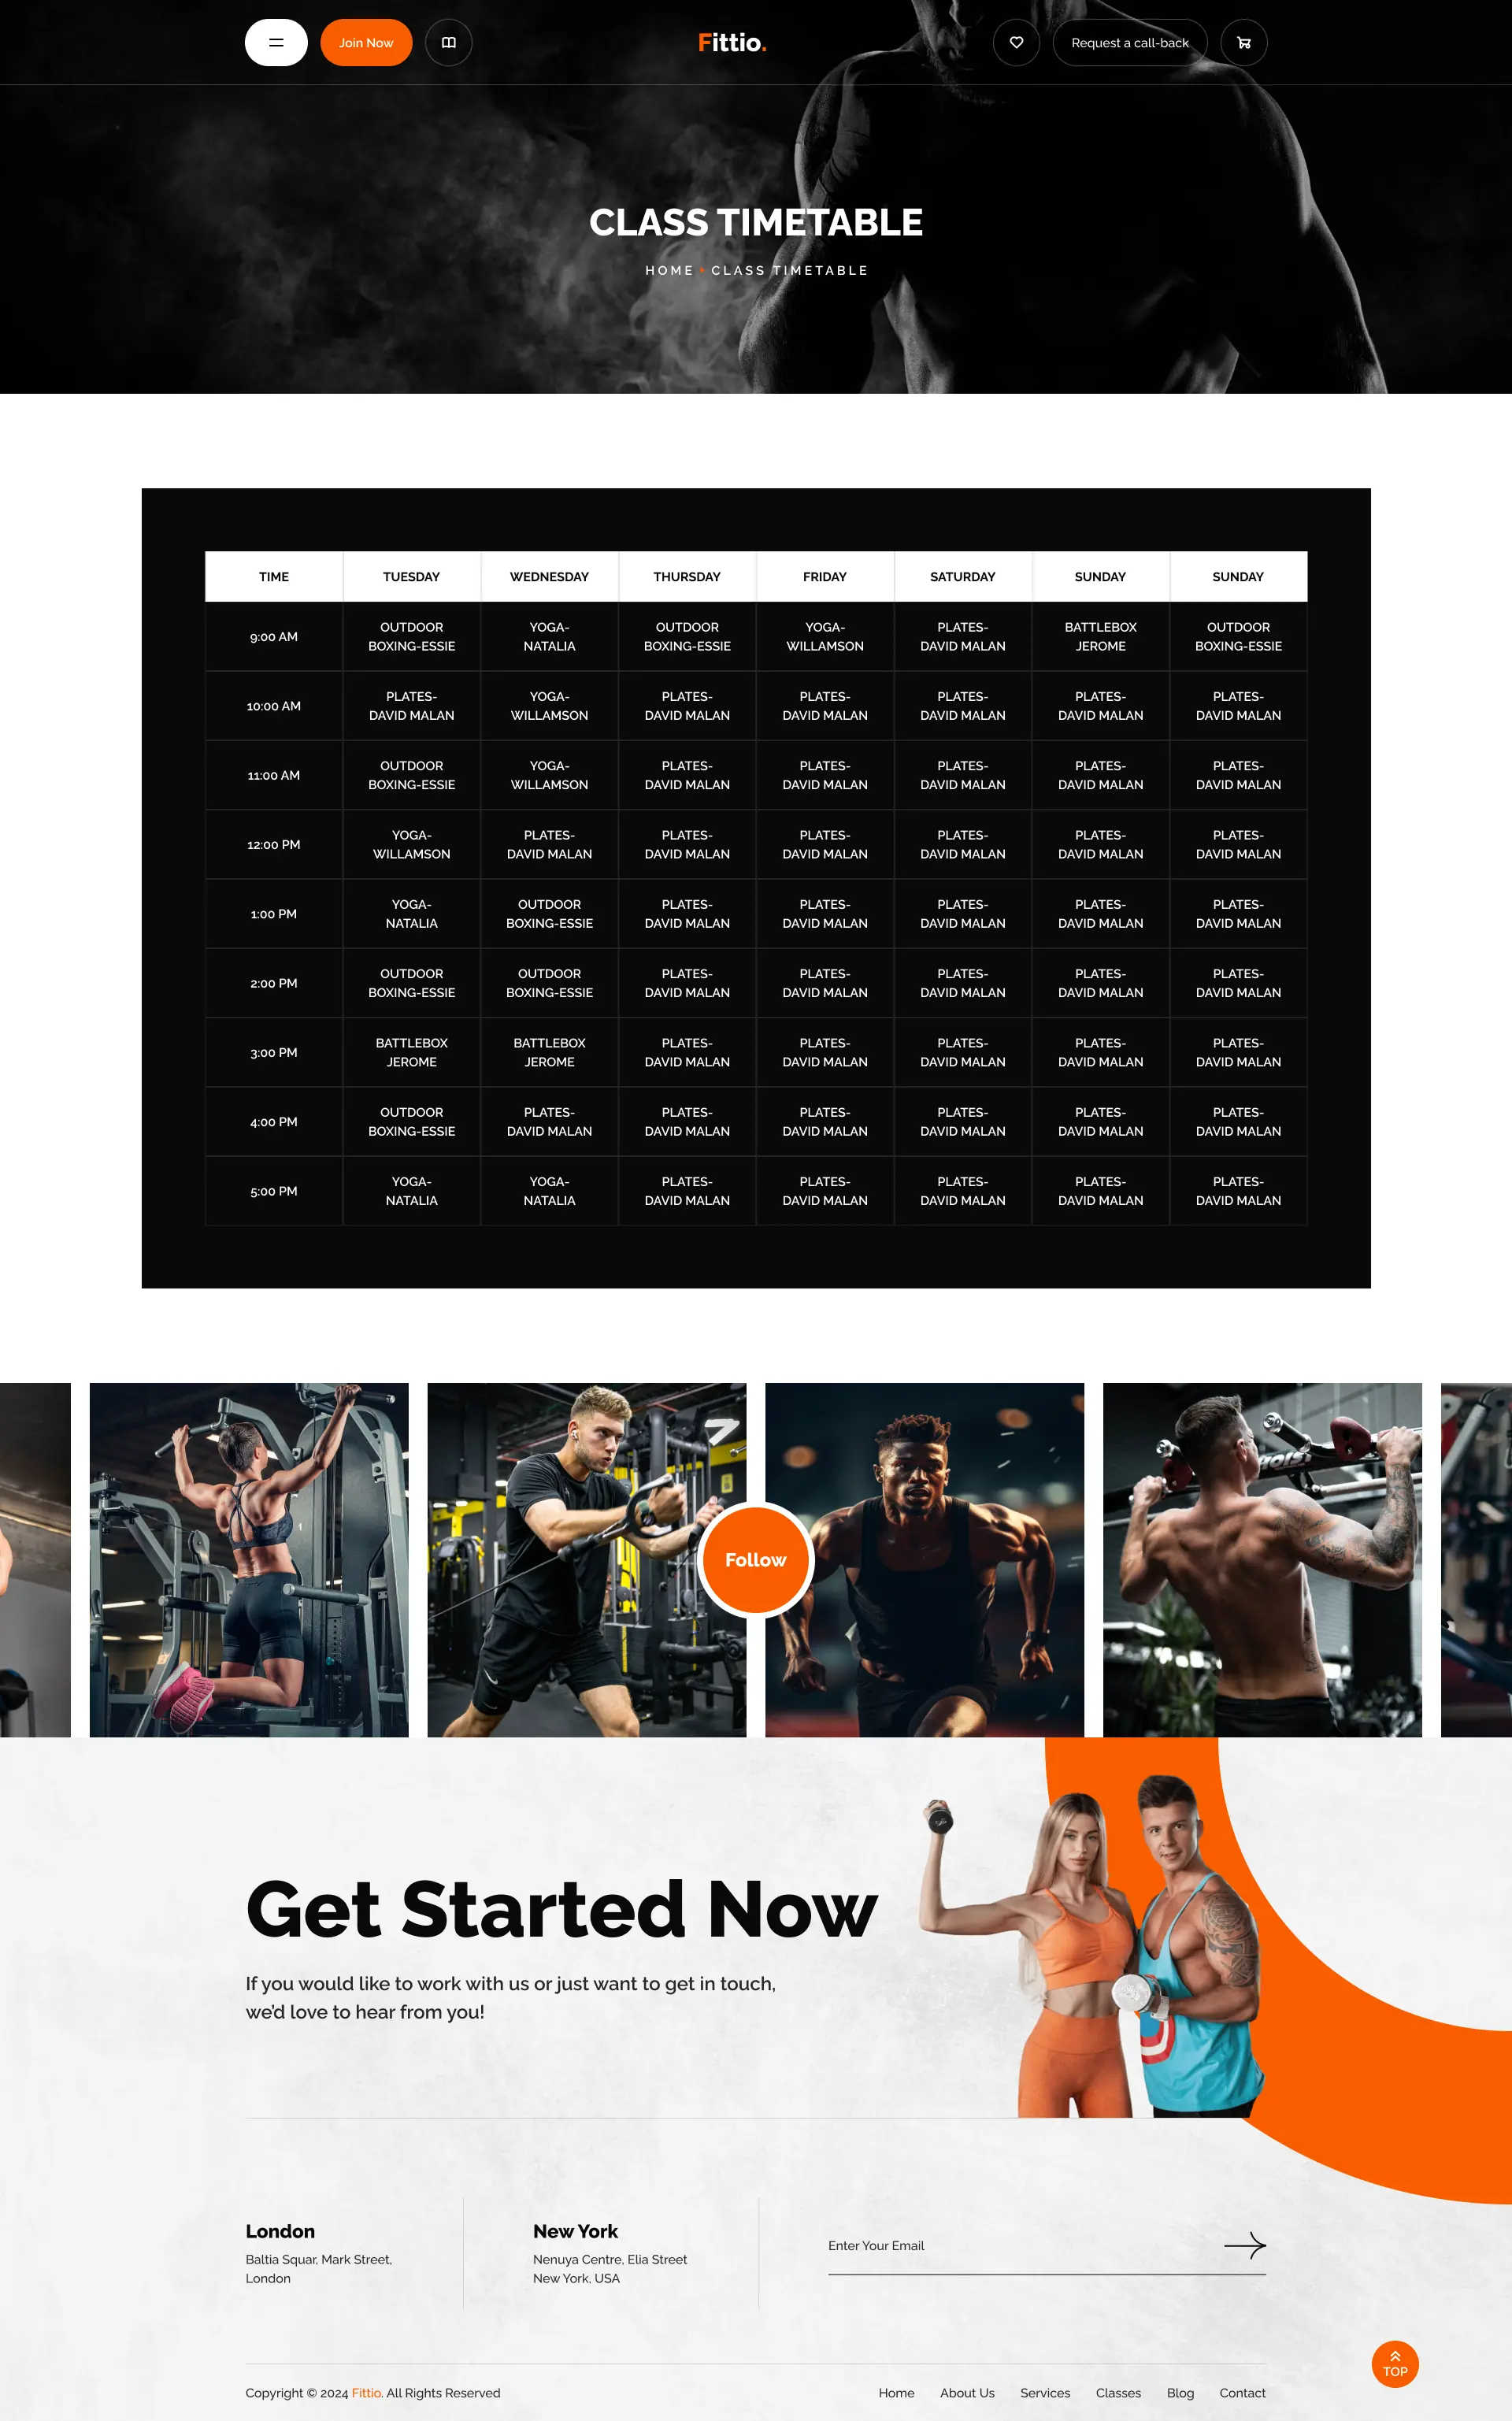 Join Now
Fittio.
Request a call-back
CLASS TIMETABLE
HOME • CLASS TIMETABLE
TIME TUESDAY WEDNESDAY THURSDAY FRIDAY SATURDAY SUNDAY SUNDAY
9:00 AM
OUTDOOR YOGA- OUTDOOR YOGA- PLATES- BATTLEBOX OUTDOOR
BOXING-ESSIE NATALIA BOXING-ESSIE WILLAMSON DAVID MALAN JEROME BOXING-ESSIE
10:00 AM
PLATES- YOGA- PLATES- PLATES- PLATES- PLATES- PLATES-
DAVID MALAN WILLAMSON DAVID MALAN DAVID MALAN DAVID MALAN DAVID MALAN DAVID MALAN
11:00 AM
OUTDOOR YOGA- PLATES- PLATES- PLATES- PLATES- PLATES-
BOXING-ESSIE WILLAMSON DAVID MALAN DAVID MALAN DAVID MALAN DAVID MALAN DAVID MALAN
12:00 PM
YOGA- PLATES- PLATES- PLATES- PLATES- PLATES- PLATES-
WILLAMSON DAVID MALAN DAVID MALAN DAVID MALAN DAVID MALAN DAVID MALAN DAVID MALAN
1:00 PM
YOGA- OUTDOOR PLATES- PLATES- PLATES- PLATES- PLATES-
NATALIA BOXING-ESSIE DAVID MALAN DAVID MALAN DAVID MALAN DAVID MALAN DAVID MALAN
2:00 PM
OUTDOOR OUTDOOR PLATES- PLATES- PLATES- PLATES- PLATES-
BOXING-ESSIE BOXING-ESSIE DAVID MALAN DAVID MALAN DAVID MALAN DAVID MALAN DAVID MALAN
3:00 PM
BATTLEBOX BATTLEBOX PLATES- PLATES- PLATES- PLATES- PLATES-
JEROME JEROME DAVID MALAN DAVID MALAN DAVID MALAN DAVID MALAN DAVID MALAN
4:00 PM
OUTDOOR PLATES- PLATES- PLATES- PLATES- PLATES- PLATES-
BOXING-ESSIE DAVID MALAN DAVID MALAN DAVID MALAN DAVID MALAN DAVID MALAN DAVID MALAN
5:00 PM
YOGA- YOGA- PLATES- PLATES- PLATES- PLATES- PLATES-
NATALIA NATALIA DAVID MALAN DAVID MALAN DAVID MALAN DAVID MALAN DAVID MALAN
HOIST
Follow
Get Started Now
If you would like to work with us or just want to get in touch,
we'd love to hear from you!
London
Baltia Squar, Mark Street,
London
New York
Nenuya Centre, Elia Street
New York, USA
Enter Your Email
TOP
Copyright © 2024 Fittio. All Rights Reserved
Home About Us Services Classes Blog Contact